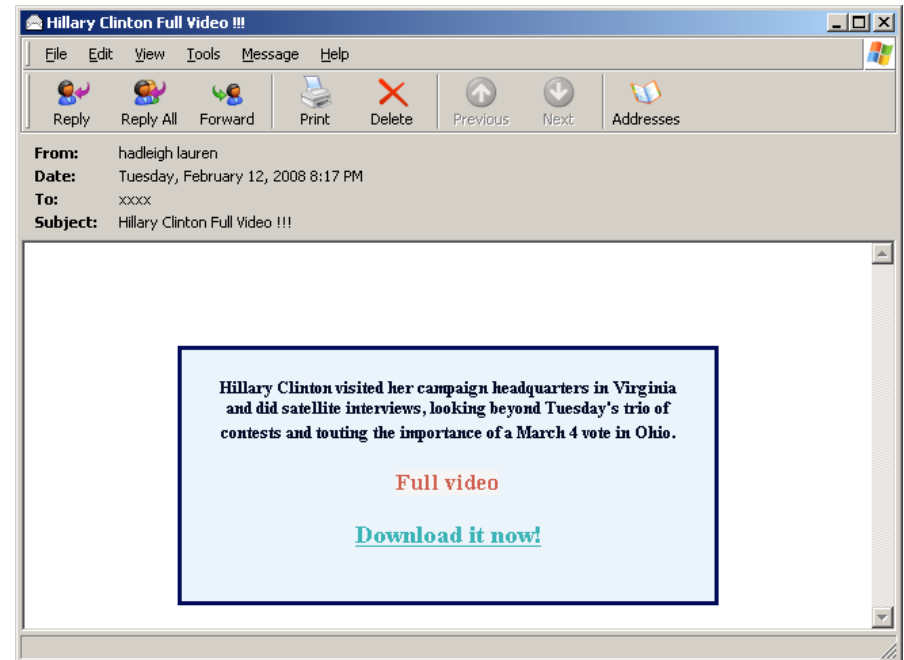 Hillary Clinton Full Video !!!
File Edit View Tools Message Help
Reply Reply All Forward Print Delete Previous Next Addresses
From: hadleigh lauren
Date: Tuesday, February 12, 2008 8:17 PM
To: xxxx
Subject: Hillary Clinton Full Video !!!
Hillary Clinton visited her campaign headquarters in Virginia
and did satellite interviews, looking beyond Tuesday's trio of
contests and touting the importance of a March 4 vote in Ohio.
Full video
Download it now!